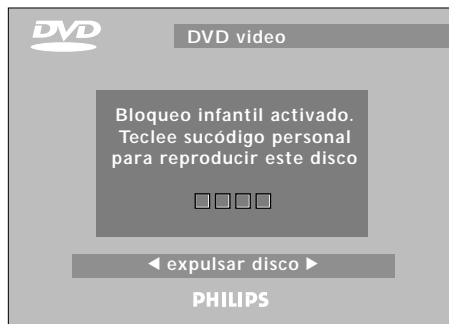 DVD
DVD video
Bloqueo infantil activado.
Teclee sucódigo personal
para reproducir este disco
◀ expulsar disco ▶
PHILIPS